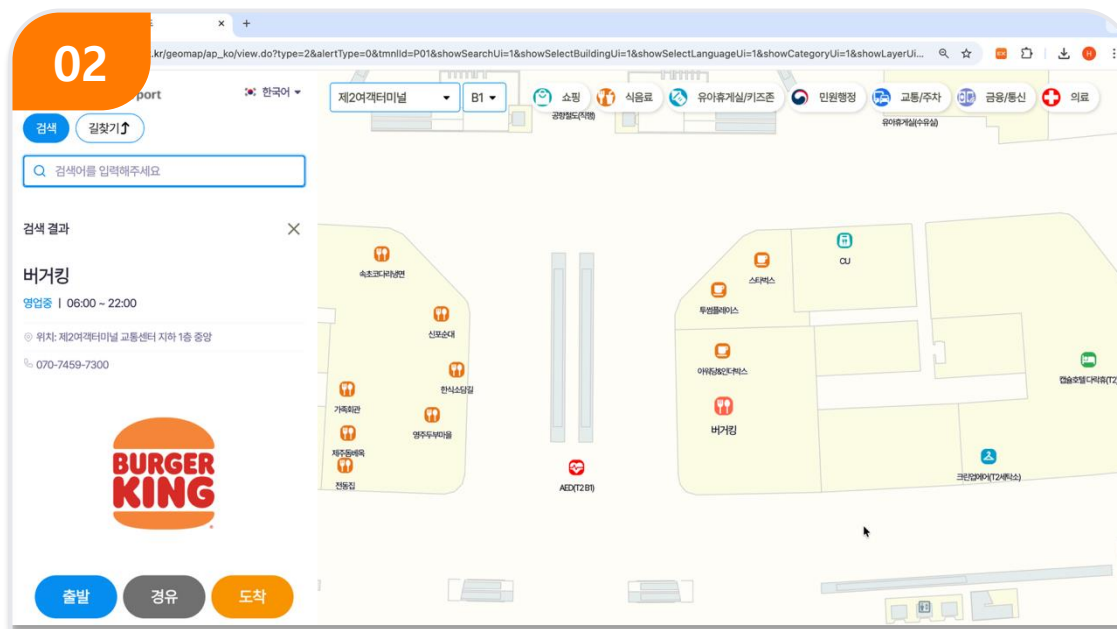 02
.kr/geomap/ap_ko/view.do?type=2&alertType=0&tmnlId=P01&showSearchUi=1&showSelectBuildingUi=1&showSelectLanguageUi=1&showCategoryUi=1&showLayerUi...
port
한국어
제2여객터미널
B1
쇼핑
식음료
유아휴게실/키즈존
민원행정
교통/주차
금융/통신
의료
검색
길찾기
공항철도(직행)
유아휴게실(수유실)
검색어를 입력해주세요
검색 결과
버거킹
영업중 | 06:00 ~ 22:00
위치: 제2여객터미널 교통센터 지하 1층 중앙
070-7459-7300
BURGER
KING
출발
경유
도착
속초코다리냉면
신포순대
한식소담길
가족회관
영주두부마을
제주돔베목
전동집
AED(T2 B1)
스타벅스
CU
투썸플레이스
버거킹
캡슐호텔 다락휴(T2)
크린업에어(T2세탁소)